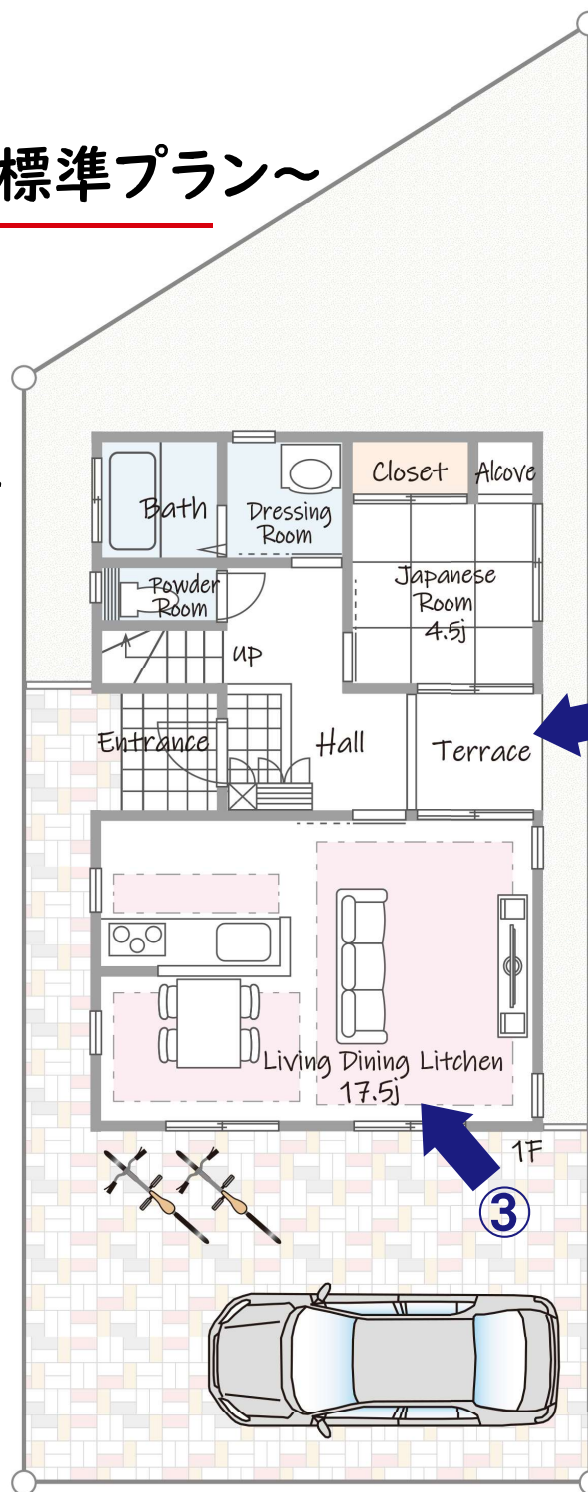 標準プラン〜
Closet
Alcove
Bath
Dressing
Room
Japanese
Room
4.5j
Powder
Room
UP
Entrance
Hall
Terrace
Living Dining Litchen
17.5j
1F
③